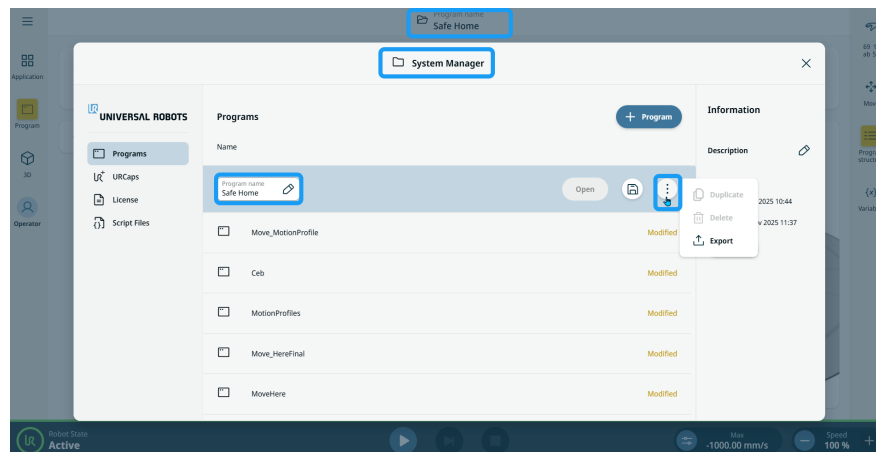 Program name
Safe Home
System Manager
Application
Program
3D
Operator
UNIVERSAL ROBOTS
Programs
URCaps
License
Script Files
Programs
+ Program
Name
Program name
Safe Home
Open
Move_MotionProfile
Modified
Ceb
Modified
MotionProfiles
Modified
Move_HereFinal
Modified
MoveHere
Modified
Information
Description
Duplicate
Delete
Export
2025 10:44
2025 11:37
Robot State
Active
Max
-1000.00 mm/s
Speed
100 %